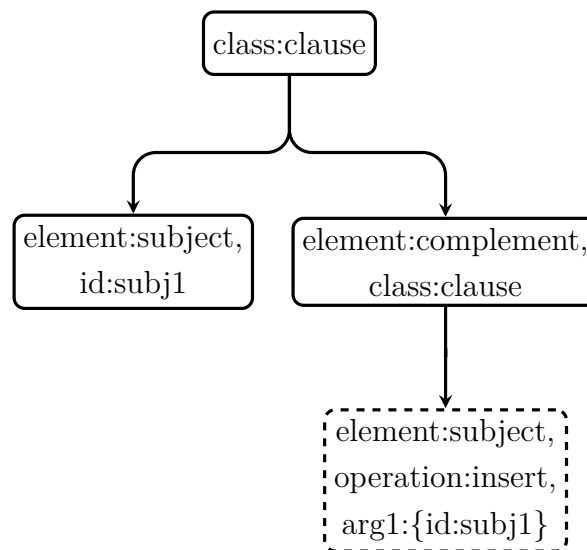 class:clause
element:subject,
id:subj1
element:complement,
class:clause
element:subject,
operation:insert,
arg1:{id:subj1}